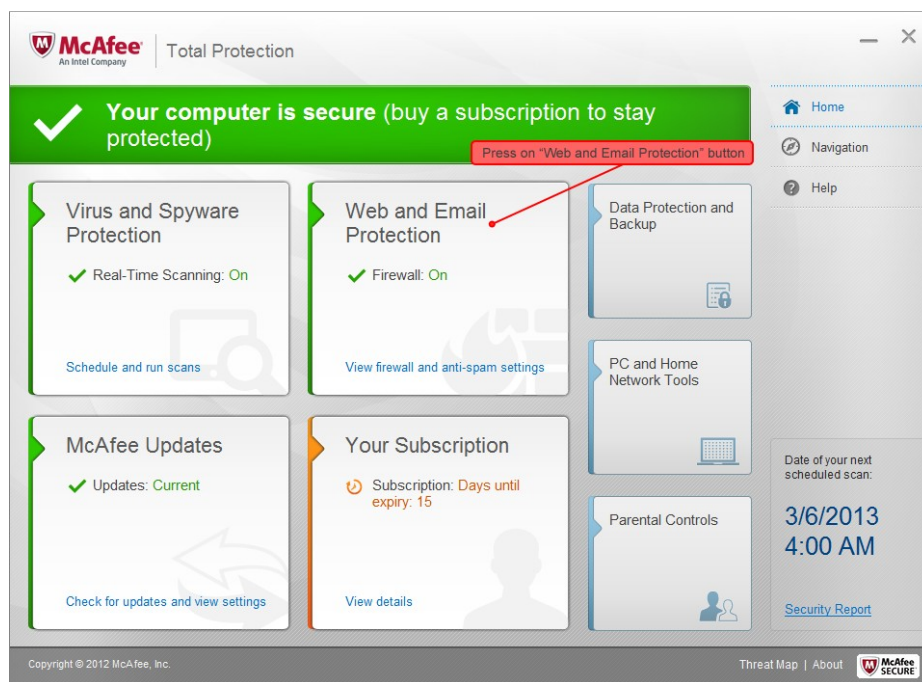 McAfee
An Intel Company
Total Protection
Your computer is secure (buy a subscription to stay
protected)
Press on "Web and Email Protection" button
Home
Navigation
Help
Virus and Spyware
Protection
Real-Time Scanning: On
Schedule and run scans
Web and Email
Protection
Firewall: On
View firewall and anti-spam settings
Data Protection and
Backup
PC and Home
Network Tools
McAfee Updates
Updates: Current
Check for updates and view settings
Your Subscription
Subscription: Days until
expiry: 15
View details
Parental Controls
Date of your next
scheduled scan:
3/6/2013
4:00 AM
Security Report
Copyright © 2012 McAfee, Inc.
Threat Map | About
McAfee
SECURE